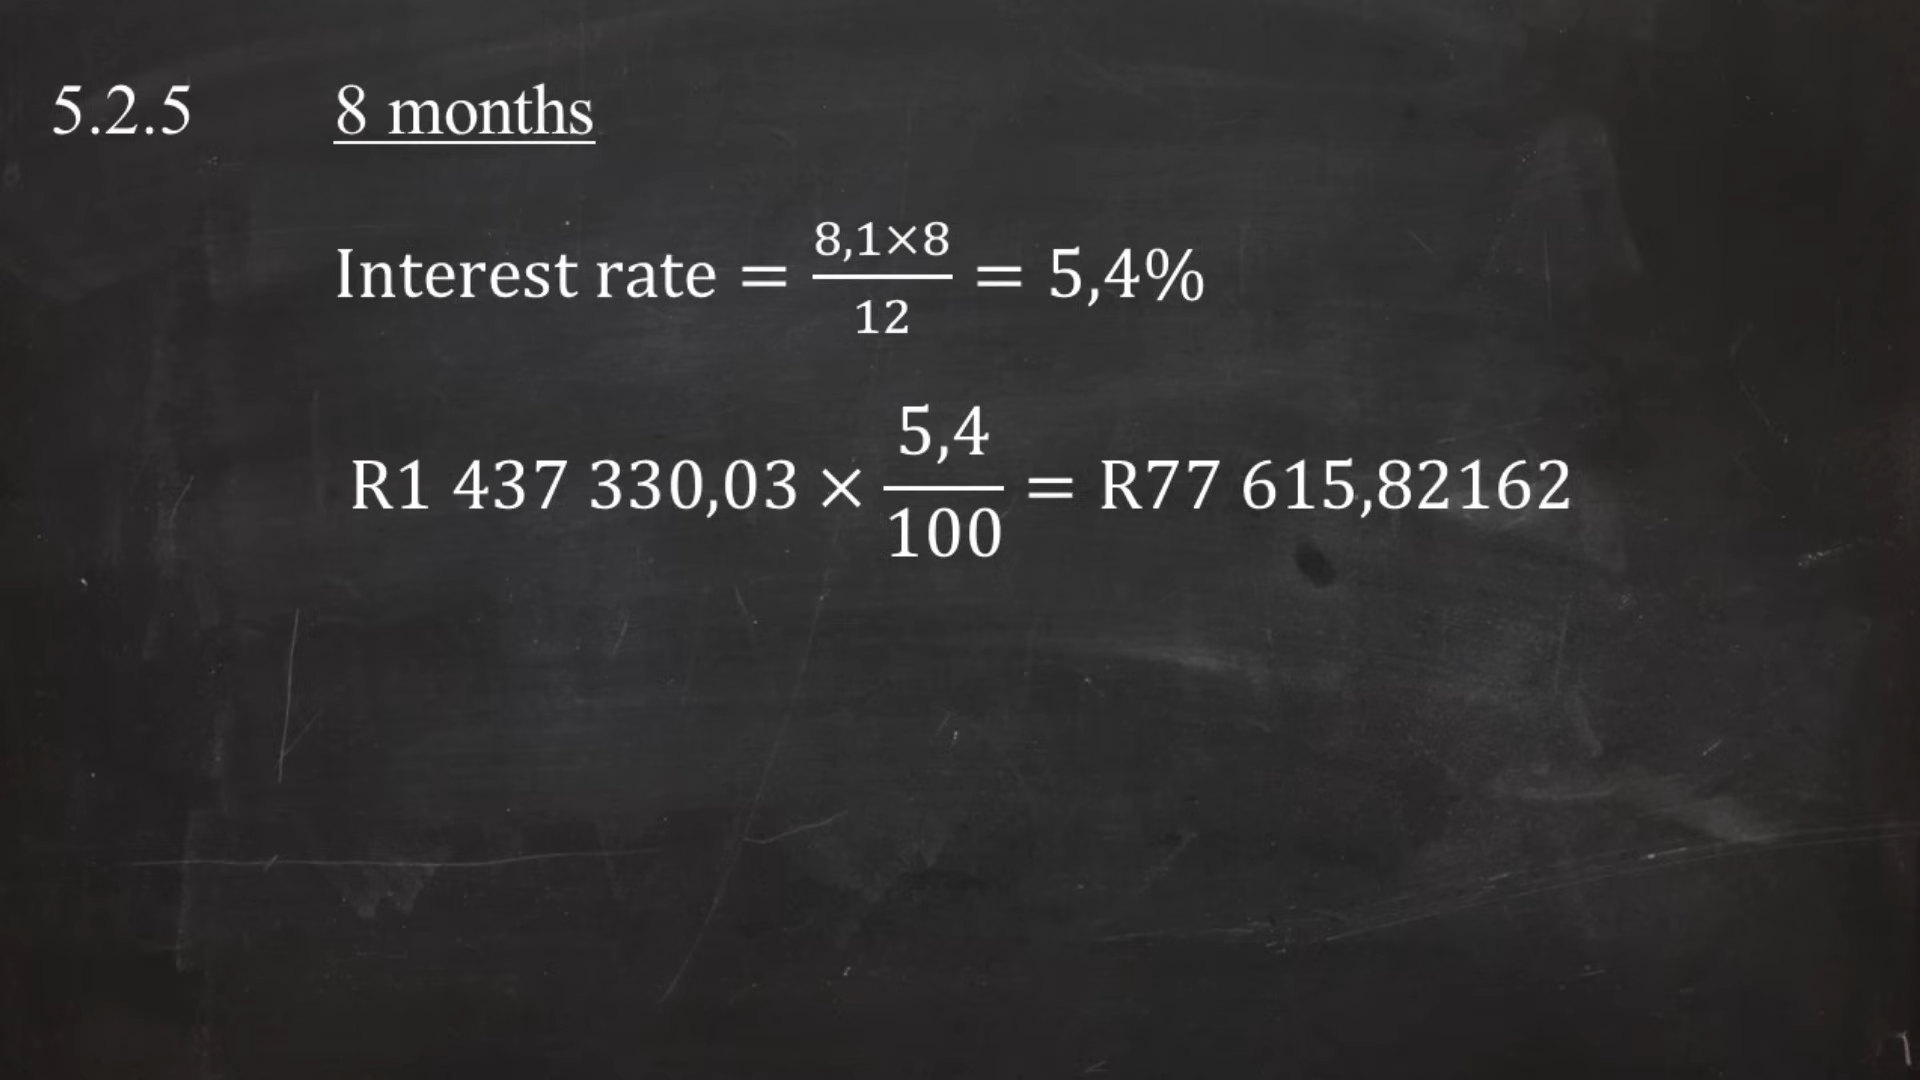 5.2.5 8 months
Interest rate = 8,1×8/12 = 5,4%
R1 437 330,03 × 5,4/100 = R77 615,82162